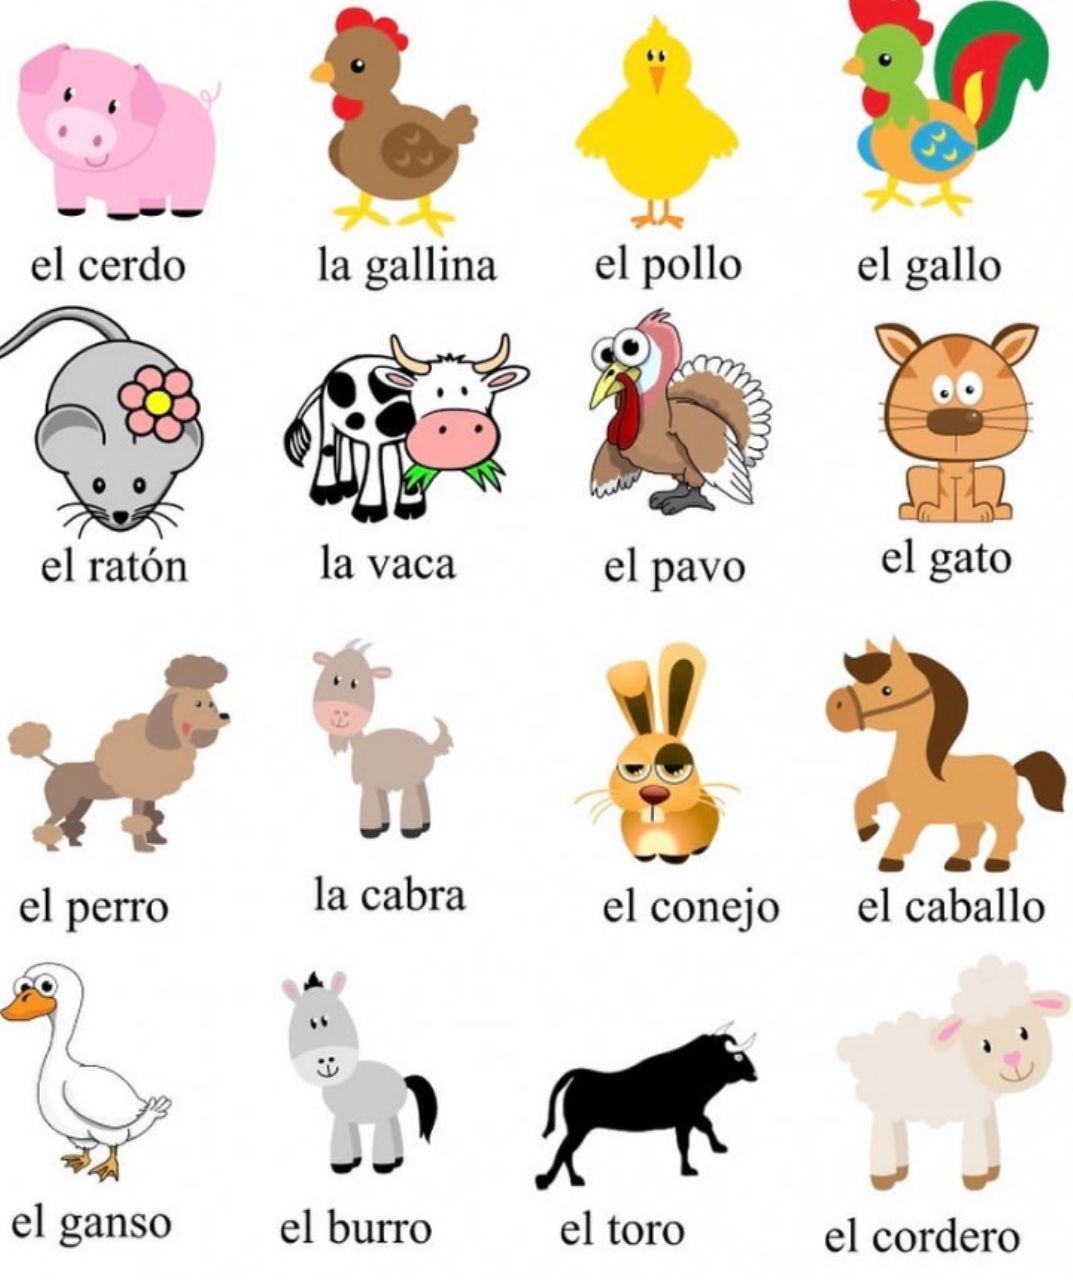 el cerdo
la gallina
el pollo
el gallo
el ratón
la vaca
el pavo
el gato
el perro
la cabra
el conejo
el caballo
el ganso
el burro
el toro
el cordero